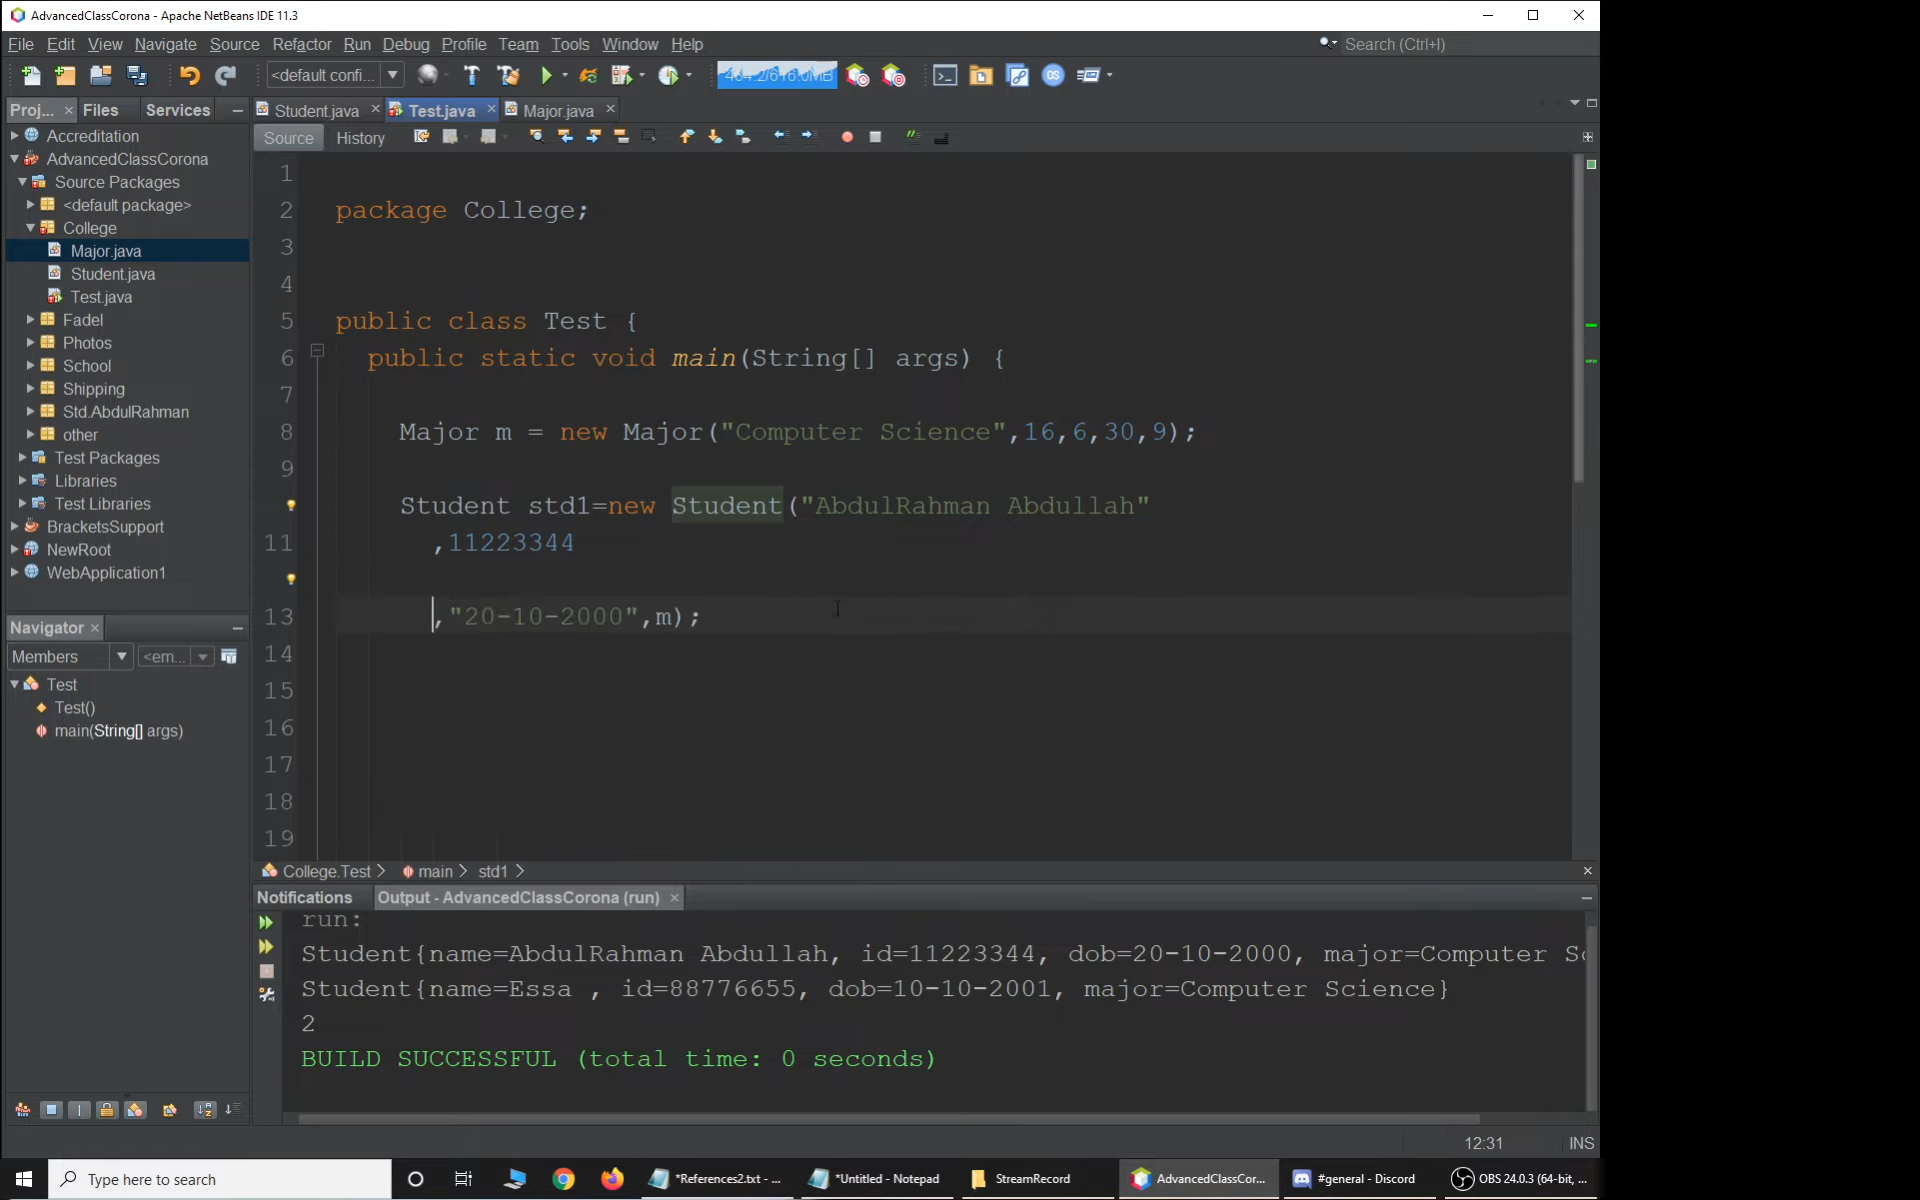 AdvancedClassCorona - Apache NetBeans IDE 11.3
File Edit View Navigate Source Refactor Run Debug Profile Team Tools Window Help
Search (Ctrl+I)
<default confi...
Proj... × Files Services
Student.java Test.java Major.java
Source History
Accreditation
AdvancedClassCorona
Source Packages
<default package>
College
Major.java
Student.java
Test.java
Fadel
Photos
School
Shipping
Std.AbdulRahman
other
Test Packages
Libraries
Test Libraries
BracketsSupport
NewRoot
WebApplication1
Navigator ×
Members <em...
Test
Test()
main(String[] args)
1
2 package College;
3
4
5 public class Test {
6 public static void main(String[] args) {
7
8 Major m = new Major("Computer Science",16,6,30,9);
9
Student std1=new Student("AbdulRahman Abdullah"
11 ,11223344
13 ,"20-10-2000",m);
14
15
16
17
18
19
College.Test main std1
Notifications Output - AdvancedClassCorona (run) ×
run:
Student{name=AbdulRahman Abdullah, id=11223344, dob=20-10-2000, major=Computer Sc
Student{name=Essa , id=88776655, dob=10-10-2001, major=Computer Science}
2
BUILD SUCCESSFUL (total time: 0 seconds)
12:31 INS
Type here to search
*References2.txt - ...
*Untitled - Notepad
StreamRecord
AdvancedClassCor...
#general - Discord
OBS 24.0.3 (64-bit, ...